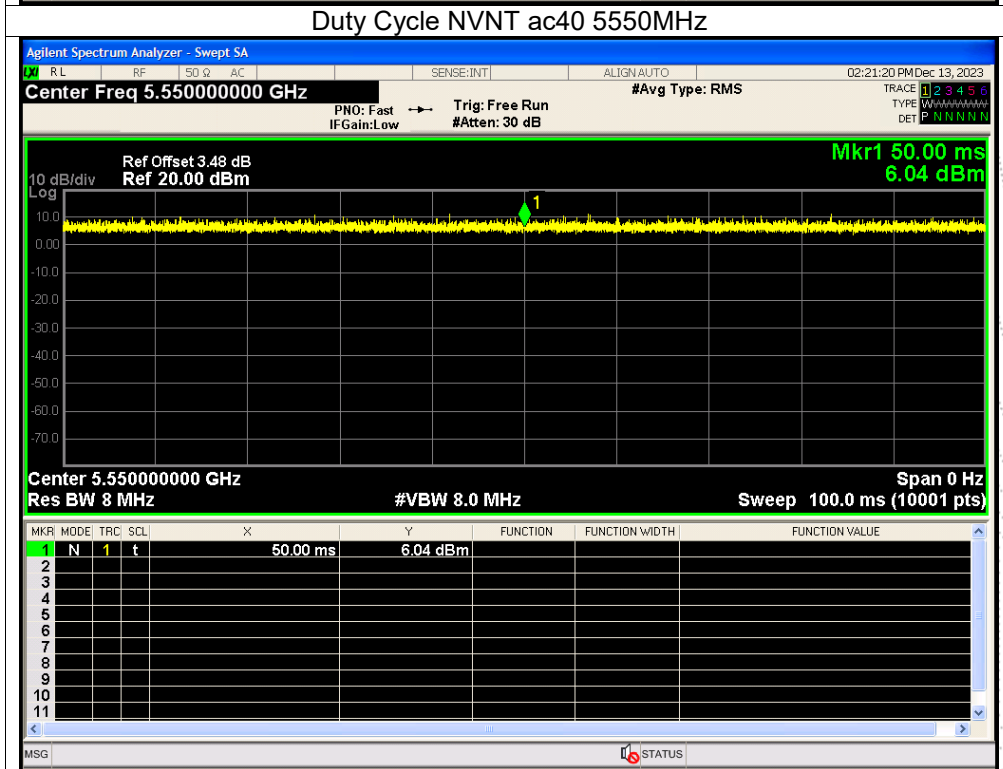 Duty Cycle NVNT ac40 5550MHz
Agilent Spectrum Analyzer - Swept SA
LXI RL RF 50 Ω AC SENSE:INT ALIGN AUTO 02:21:20 PM Dec 13, 2023
Center Freq 5.550000000 GHz #Avg Type: RMS TRACE 1 2 3 4 5 6
PNO: Fast Trig: Free Run TYPE W
IFGain:Low #Atten: 30 dB DET P N N N N N
Mkr1 50.00 ms
Ref Offset 3.48 dB
10 dB/div Ref 20.00 dBm 6.04 dBm
Log
1
10.0
0.00
-10.0
-20.0
-30.0
-40.0
-50.0
-60.0
-70.0
Center 5.550000000 GHz Span 0 Hz
Res BW 8 MHz #VBW 8.0 MHz Sweep 100.0 ms (10001 pts)
MKR MODE TRC SCL X Y FUNCTION FUNCTION WIDTH FUNCTION VALUE
1 N 1 t 50.00 ms 6.04 dBm
2
3
4
5
6
7
8
9
10
11
MSG STATUS